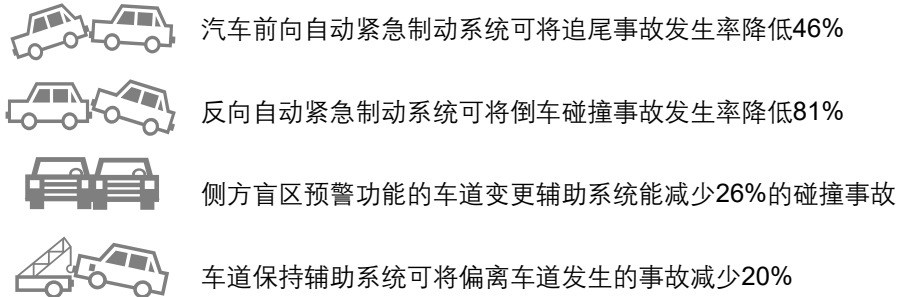 汽车前向自动紧急制动系统可将追尾事故发生率降低46%
反向自动紧急制动系统可将倒车碰撞事故发生率降低81%
侧方盲区预警功能的车道变更辅助系统能减少26%的碰撞事故
车道保持辅助系统可将偏离车道发生的事故减少20%